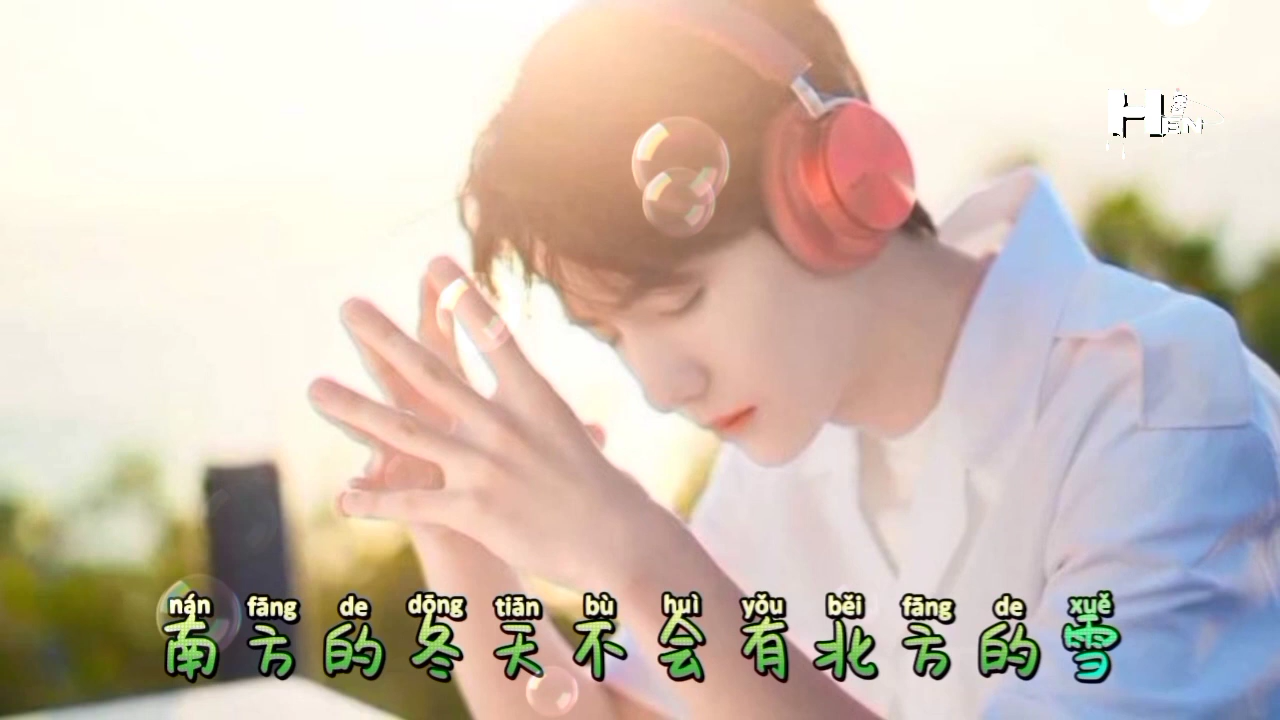 nán fāng de dōng tiān bù huì yǒu běi fāng de xuě
南方的冬天不会有北方的雪